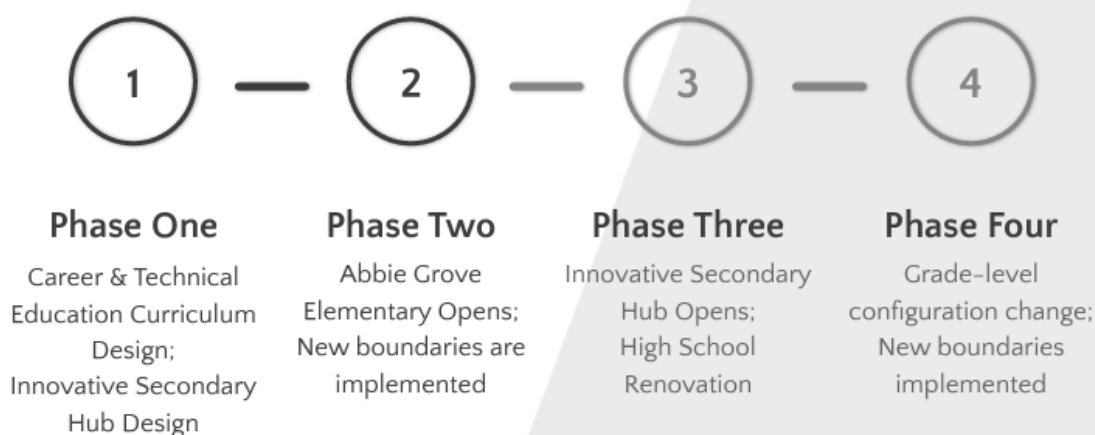 1
2
3
4
Phase One
Career & Technical
Education Curriculum
Design;
Innovative Secondary
Hub Design
Phase Two
Abbie Grove
Elementary Opens;
New boundaries are
implemented
Phase Three
Innovative Secondary
Hub Opens;
High School
Renovation
Phase Four
Grade-level
configuration change;
New boundaries
implemented